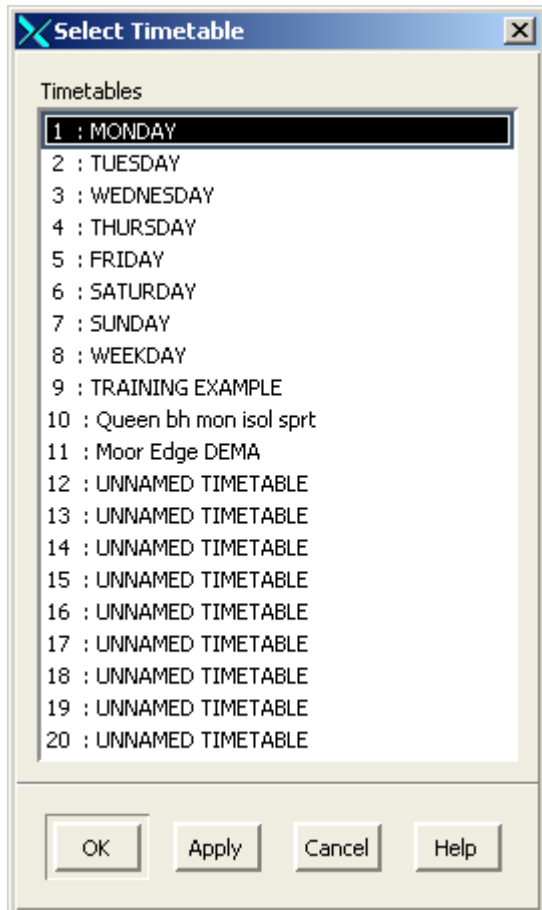 Select Timetable
Timetables
1 : MONDAY
2 : TUESDAY
3 : WEDNESDAY
4 : THURSDAY
5 : FRIDAY
6 : SATURDAY
7 : SUNDAY
8 : WEEKDAY
9 : TRAINING EXAMPLE
10 : Queen bh mon isol sprt
11 : Moor Edge DEMA
12 : UNNAMED TIMETABLE
13 : UNNAMED TIMETABLE
14 : UNNAMED TIMETABLE
15 : UNNAMED TIMETABLE
16 : UNNAMED TIMETABLE
17 : UNNAMED TIMETABLE
18 : UNNAMED TIMETABLE
19 : UNNAMED TIMETABLE
20 : UNNAMED TIMETABLE
OK Apply Cancel Help